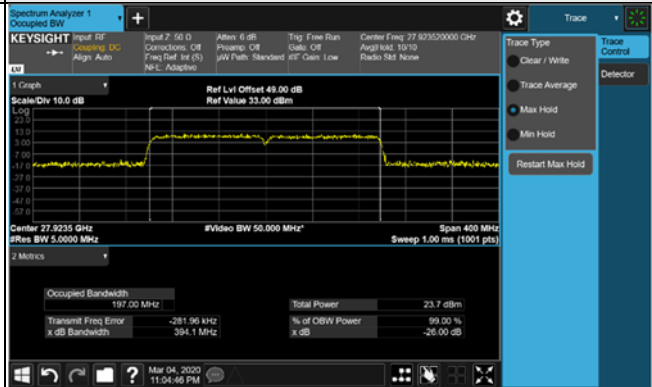 Spectrum Analyzer 1
Occupied BW
Trace
KEYSIGHT Input: RF Input Z: 50 Ω Atten: 6 dB Trig: Free Run Center Freq: 27.923520000 GHz
Coupling: DC Corrections: Off Preamp: Off Gate: Off Avg|Hold: 10/10
Align: Auto Freq Ref: Int (S) µW Path: Standard #IF Gain: Low Radio Std: None
NFE: Adaptive
Trace Type
Clear / Write
Trace Average
Max Hold
Min Hold
Restart Max Hold
Trace Control
Detector
1 Graph
Ref Lvl Offset 49.00 dB
Scale/Div 10.0 dB Ref Value 33.00 dBm
Log
23.0
13.0
3.00
-7.00
-17.0
-27.0
-37.0
-47.0
-57.0
Center 27.9235 GHz #Video BW 50.000 MHz* Span 400 MHz
#Res BW 5.0000 MHz Sweep 1.00 ms (1001 pts)
2 Metrics
Occupied Bandwidth
197.00 MHz Total Power 23.7 dBm
Transmit Freq Error -281.96 kHz % of OBW Power 99.00 %
x dB Bandwidth 394.1 MHz x dB -26.00 dB
Mar 04, 2020
11:04:46 PM